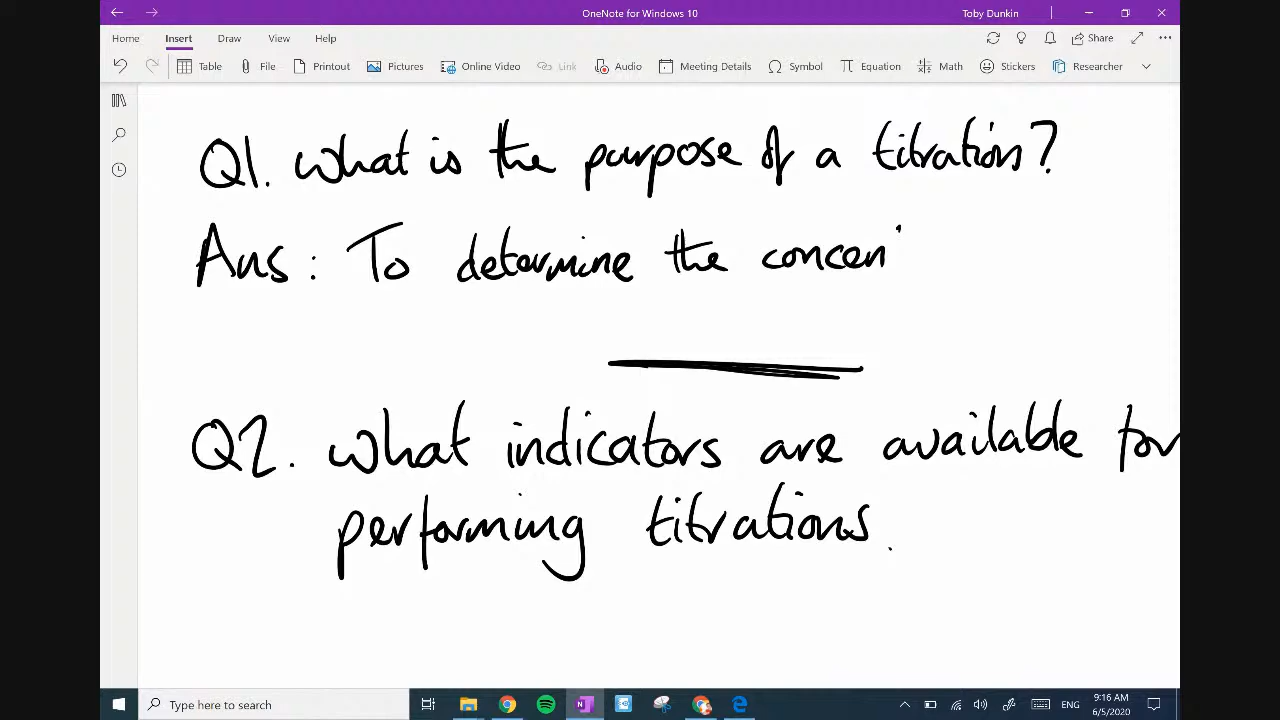 OneNote for Windows 10
Toby Dunkin
Home Insert Draw View Help
Share
Table File Printout Pictures Online Video Link Audio Meeting Details Symbol Equation Math Stickers Researcher
Q1. What is the purpose of a titration?
Ans: To determine the concen
Q2. What indicators are available for
performing titrations.
Type here to search
ENG
9:16 AM
6/5/2020